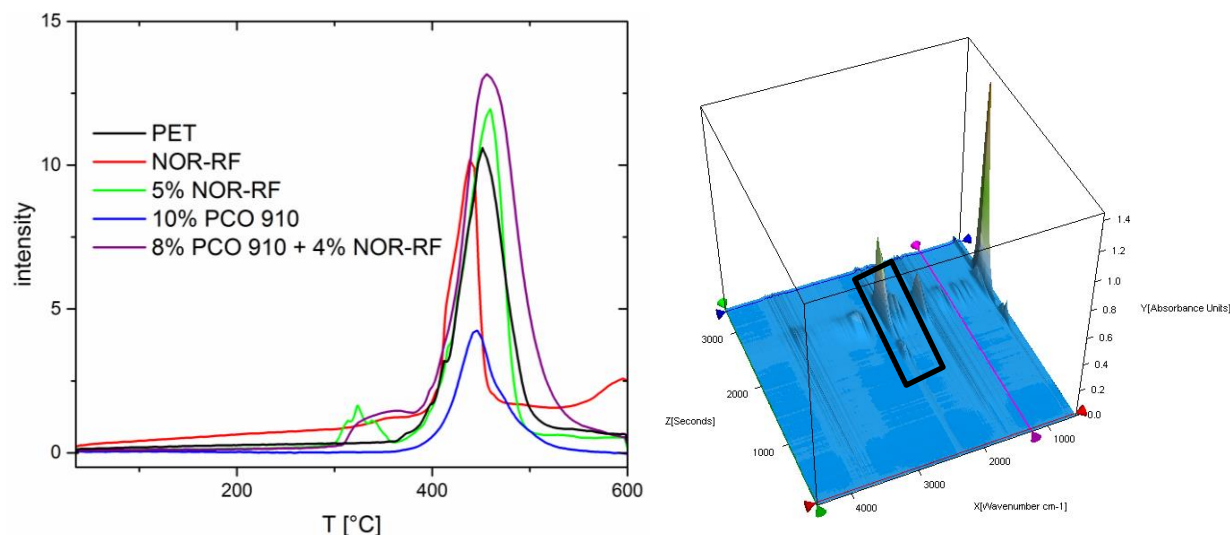 15
10
5
0
intensity
PET
NOR-RF
5% NOR-RF
10% PCO 910
8% PCO 910 + 4% NOR-RF
200
400
600
T [°C]
1.4
1.2
1.0
0.8
0.6
0.4
0.2
0.0
Y[Absorbance Units]
3000
2000
1000
Z[Seconds]
4000
3000
2000
1000
X[Wavenumber cm-1]